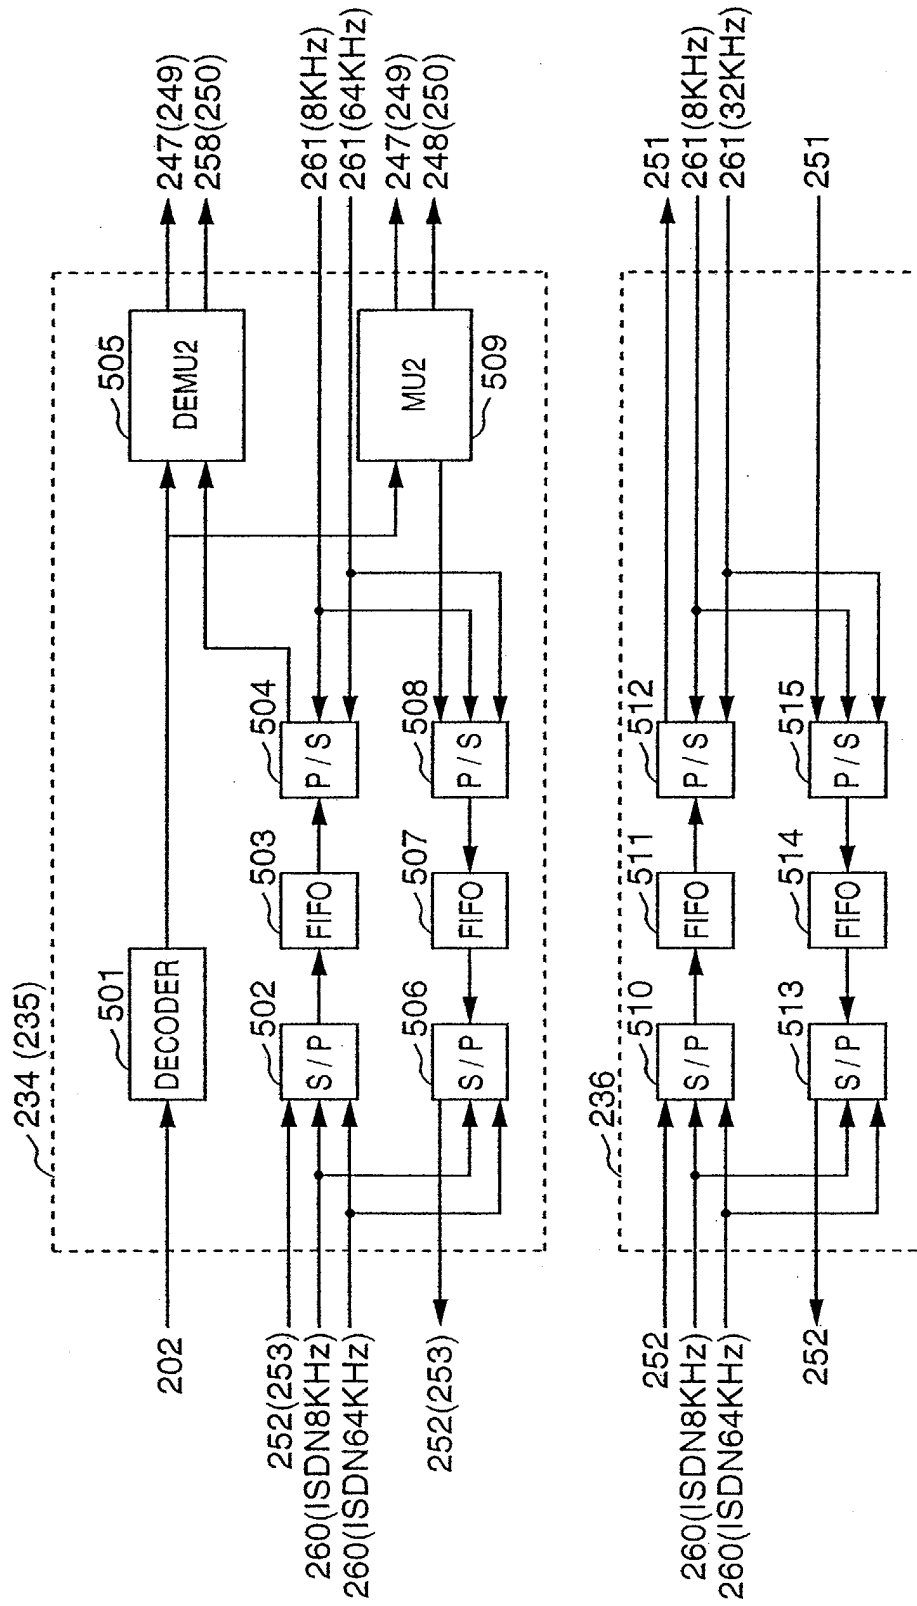 234 (235)
202
501
DECODER
505
DEMU2
247(249)
258(250)
252(253)
260(ISDN8KHz)
260(ISDN64KHz)
502
S/P
503
FIFO
504
P/S
261(8KHz)
261(64KHz)
252(253)
506
S/P
507
FIFO
508
P/S
MU2
509
247(249)
248(250)
236
252
260(ISDN8KHz)
260(ISDN64KHz)
510
S/P
511
FIFO
512
P/S
251
261(8KHz)
261(32KHz)
252
513
S/P
514
FIFO
515
P/S
251